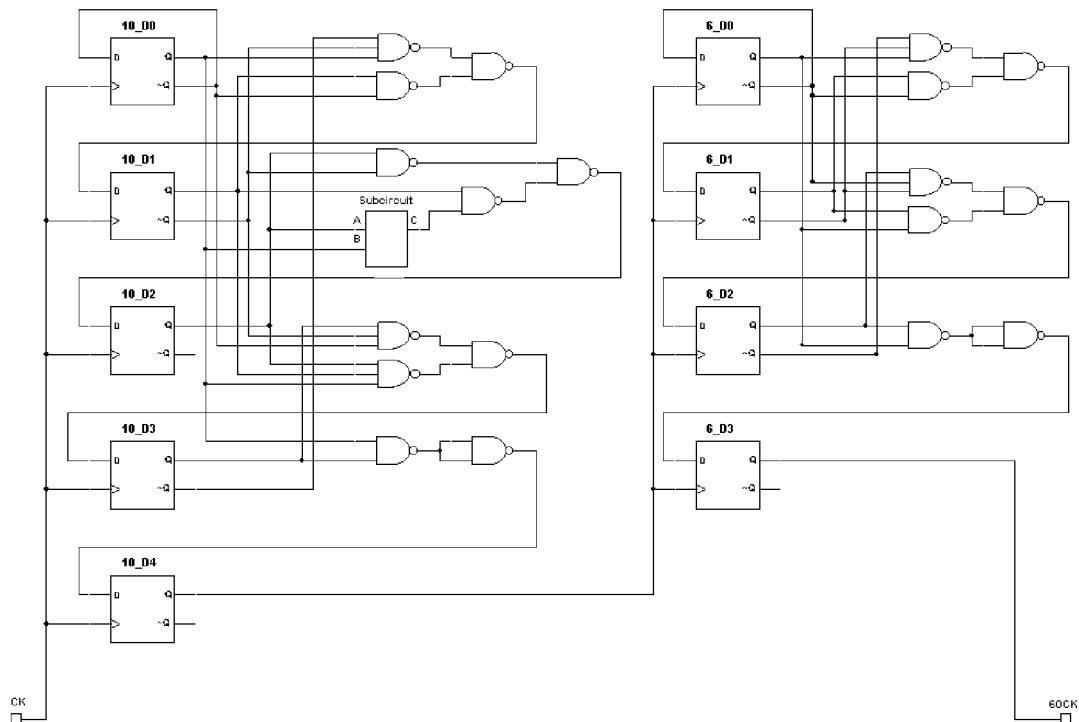 10_D0
D Q
~Q
10_D1
D Q
~Q
Subcircuit
A C
B
10_D2
D Q
~Q
10_D3
D Q
~Q
10_D4
D Q
~Q
CK
6_D0
D Q
~Q
6_D1
D Q
~Q
6_D2
D Q
~Q
6_D3
D Q
~Q
60CK